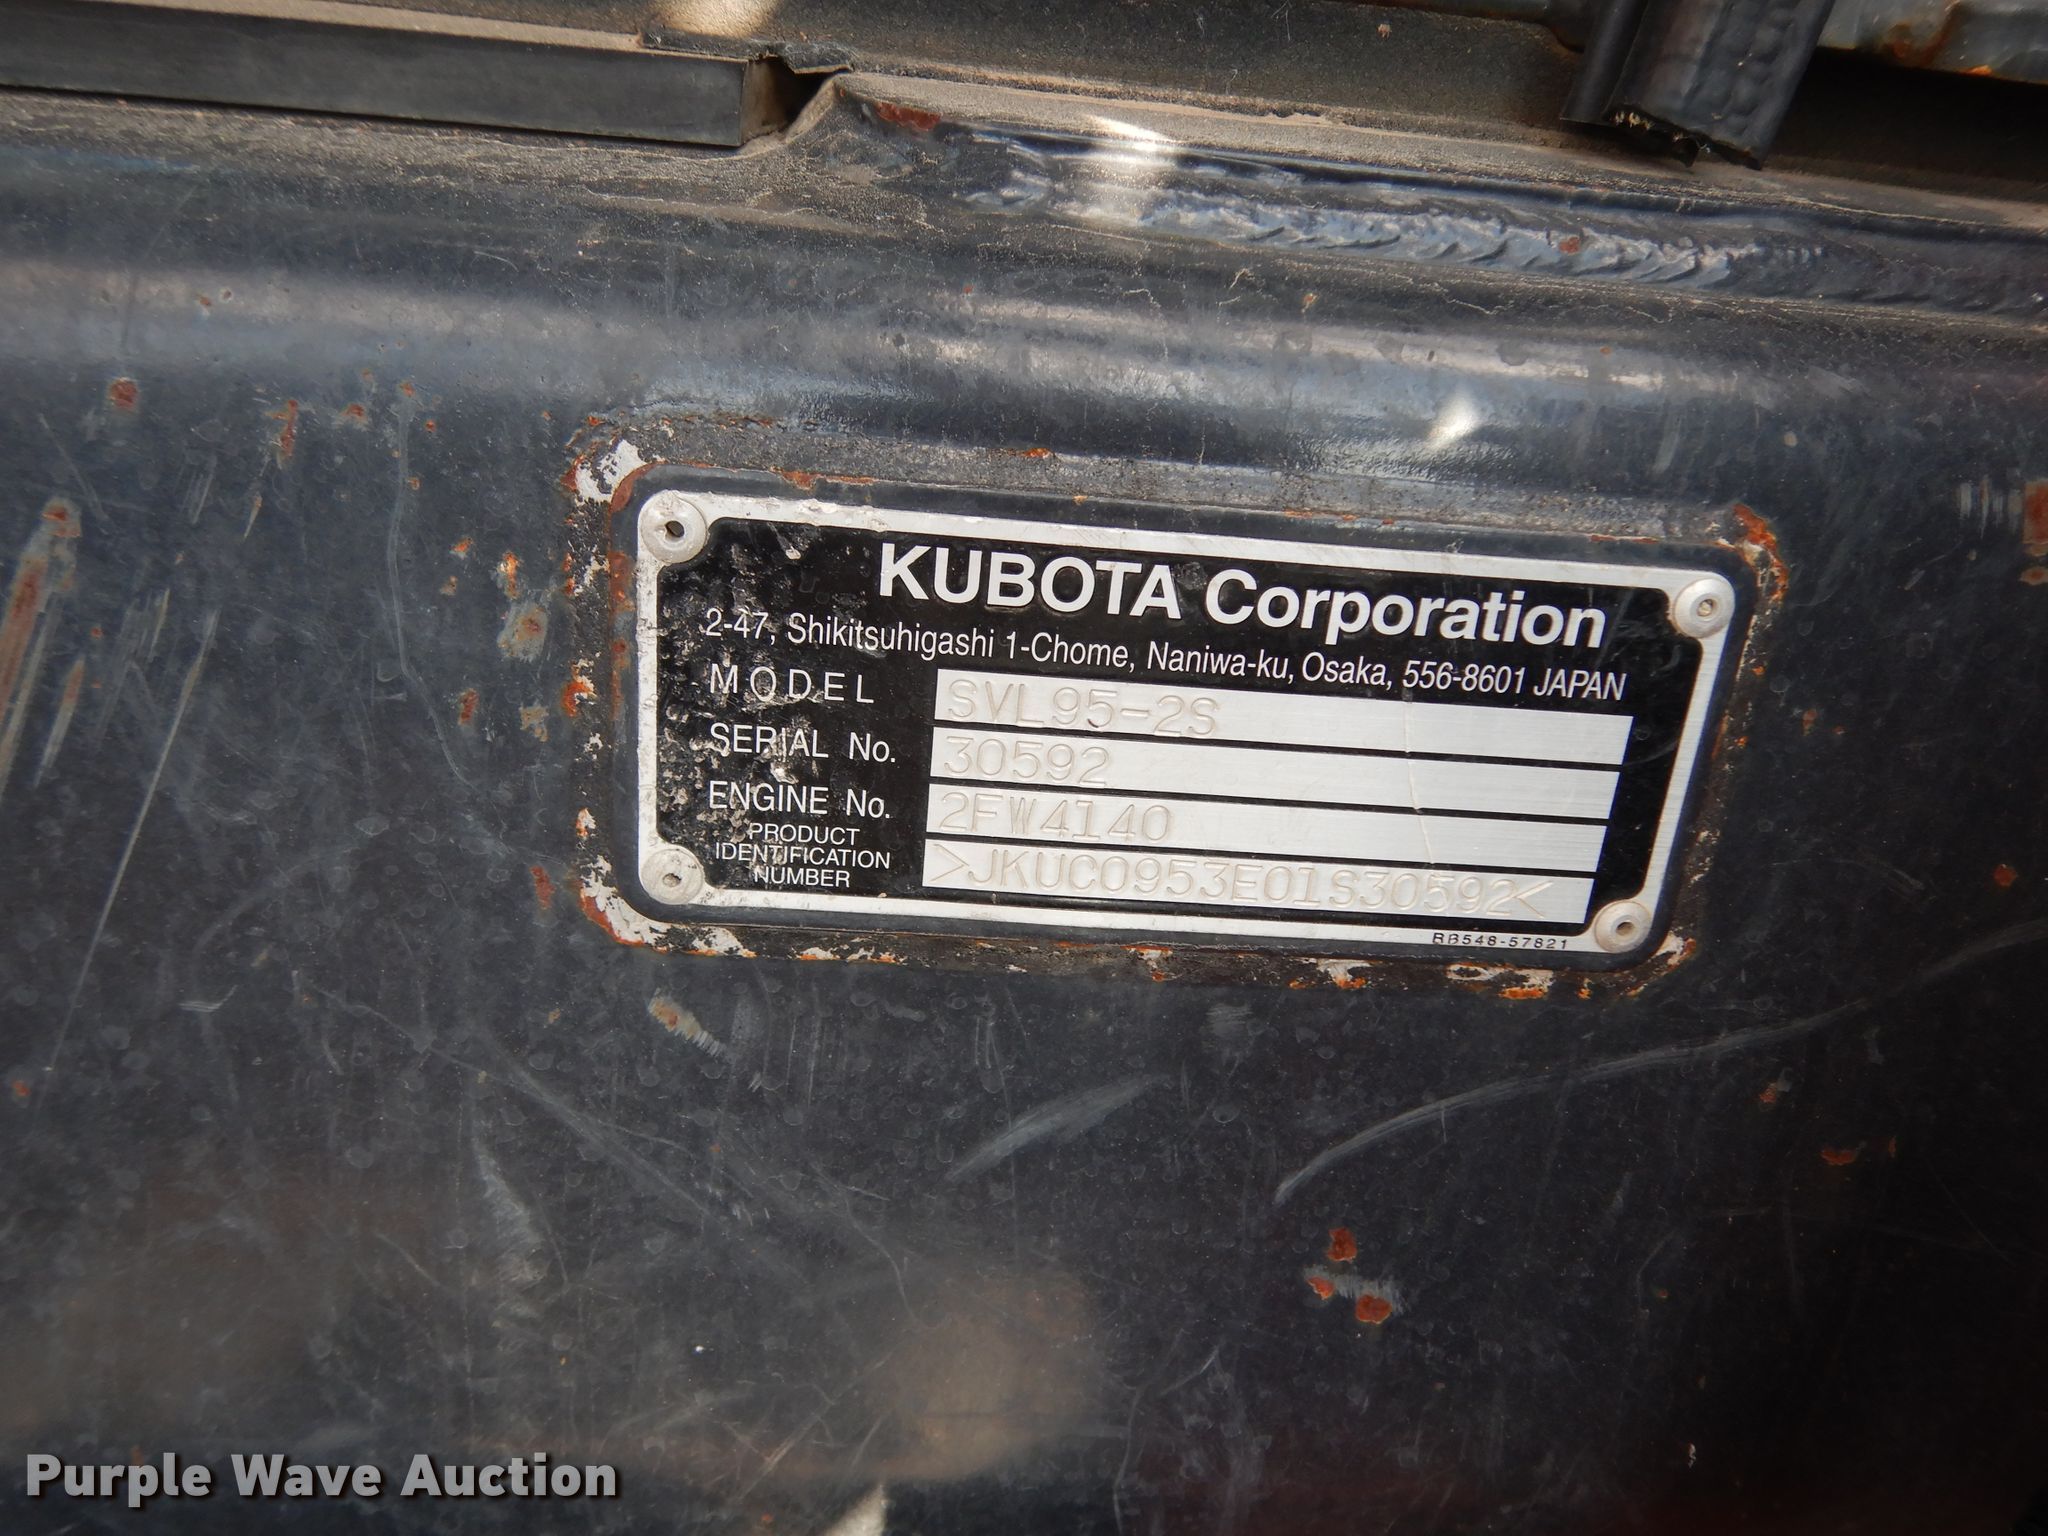 KUBOTA Corporation
2-47, Shikitsuhigashi 1-Chome, Naniwa-ku, Osaka, 556-8601 JAPAN
MODEL SVL95-2S
SERIAL No. 30592
ENGINE No. 2FW4140
PRODUCT
IDENTIFICATION
NUMBER
>JKUC0953E01S30592<
RB548-57821
Purple Wave Auction